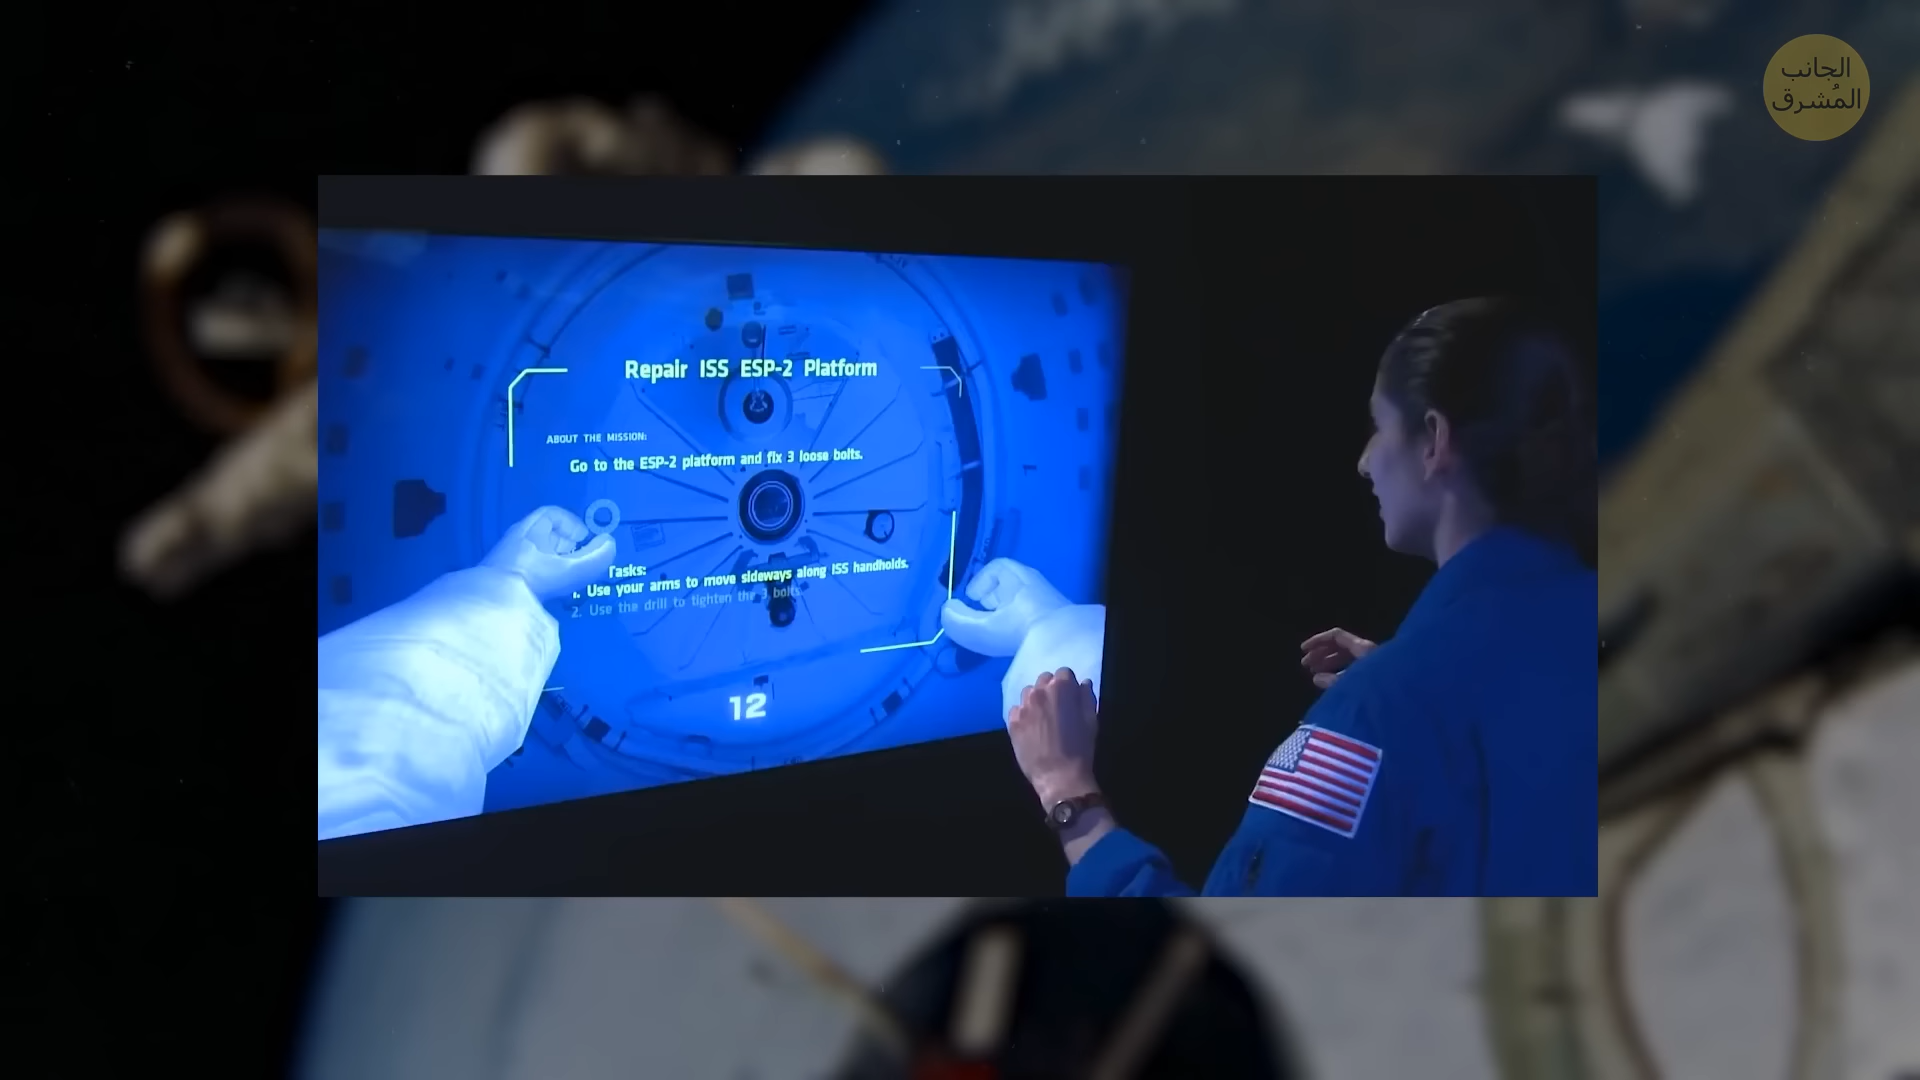 الجانب
المُشرق
Repair ISS ESP-2 Platform
ABOUT THE MISSION:
Go to the ESP-2 platform and fix 3 loose bolts.
Tasks:
1. Use your arms to move sideways along ISS handholds.
2. Use the drill to tighten the 3 bolts.
12